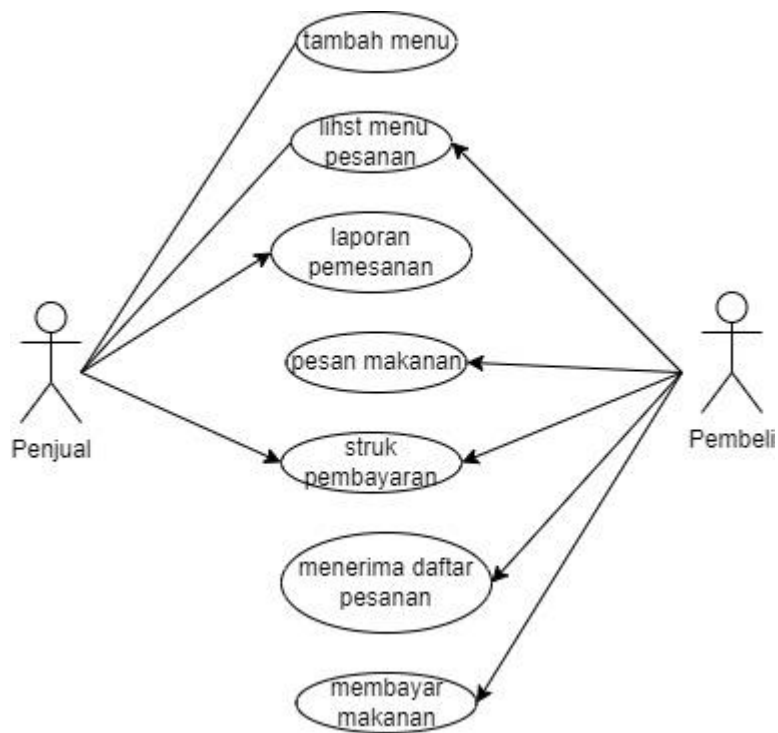 tambah menu
lihst menu
pesanan
laporan
pemesanan
pesan makanan
struk
pembayaran
menerima daftar
pesanan
membayar
makanan
Penjual
Pembeli